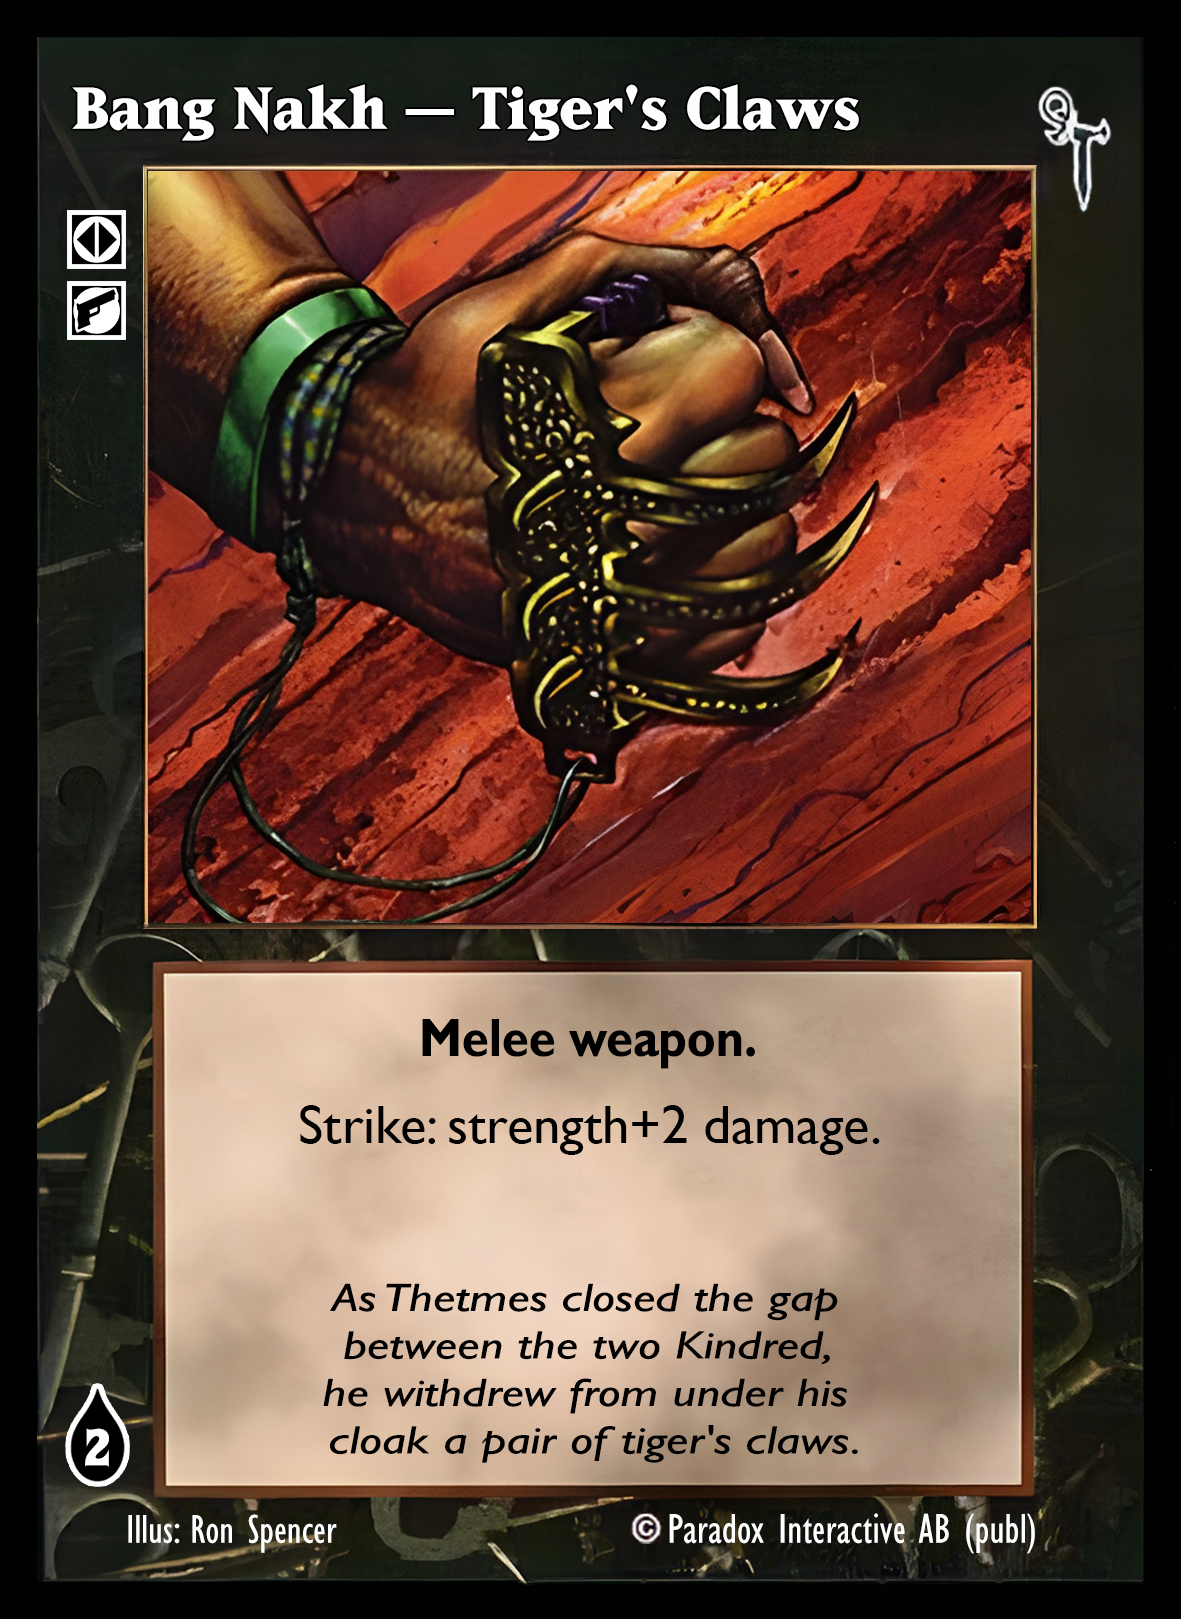 Bang Nakh — Tiger's Claws
Melee weapon.
Strike: strength+2 damage.
As Thetmes closed the gap
between the two Kindred,
he withdrew from under his
cloak a pair of tiger's claws.
2
Illus: Ron Spencer
© Paradox Interactive AB (publ)